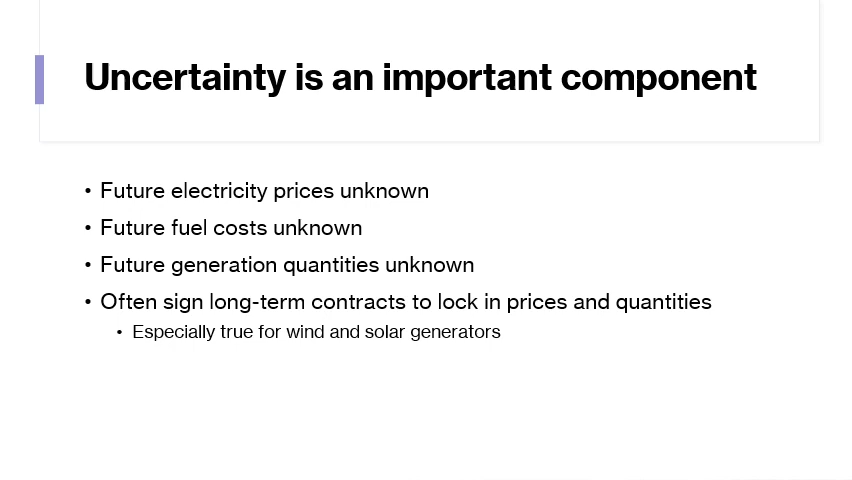 Uncertainty is an important component
• Future electricity prices unknown
• Future fuel costs unknown
• Future generation quantities unknown
• Often sign long-term contracts to lock in prices and quantities
• Especially true for wind and solar generators